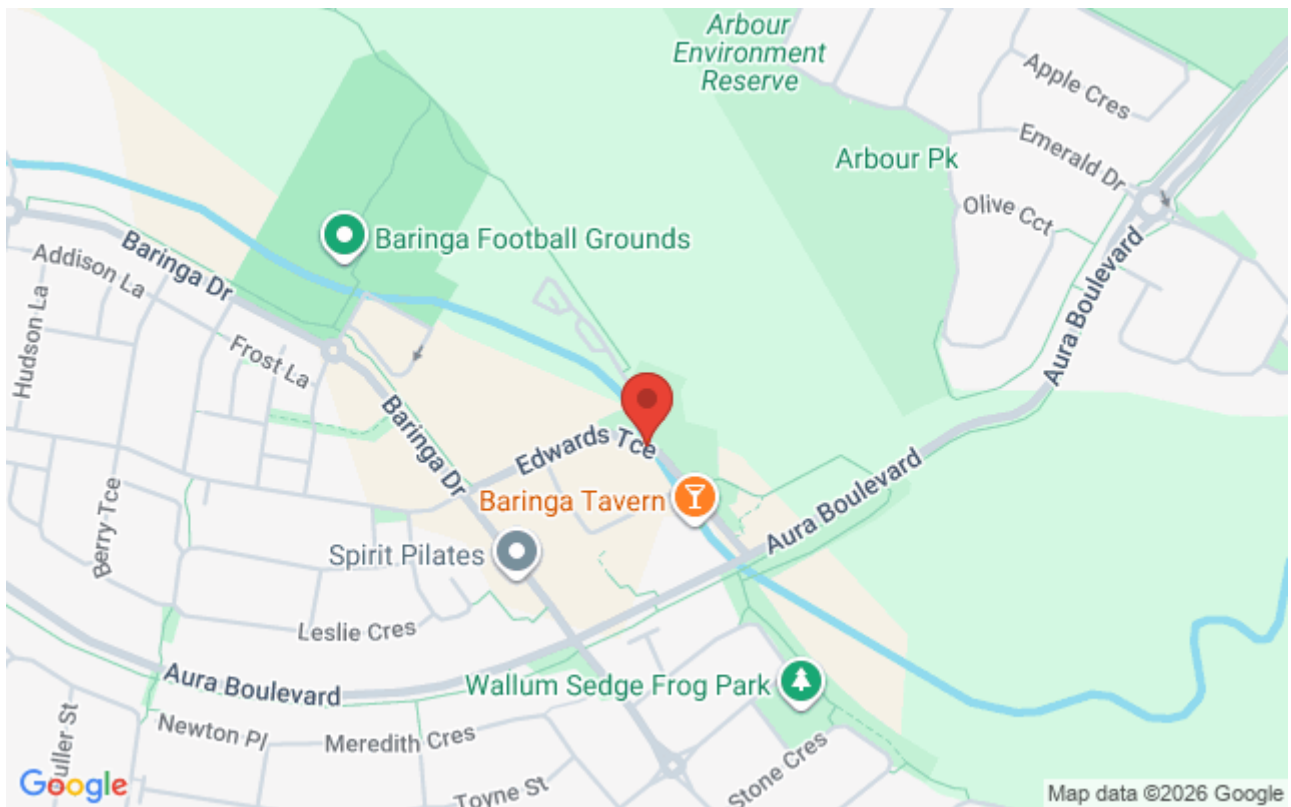 Arbour
Environment
Reserve
Apple Cres
Emerald Dr
Arbour Pk
Olive Cct
Baringa Football Grounds
Baringa Dr
Addison La
Aura Boulevard
Hudson La
Frost La
Baringa Dr
Edwards Tce
Baringa Tavern
Aura Boulevard
Berry Tce
Spirit Pilates
Leslie Cres
Aura Boulevard
Wallum Sedge Frog Park
Newton Pl
Meredith Cres
uller St
Stone Cres
Toyne St
Google
Map data ©2026 Google